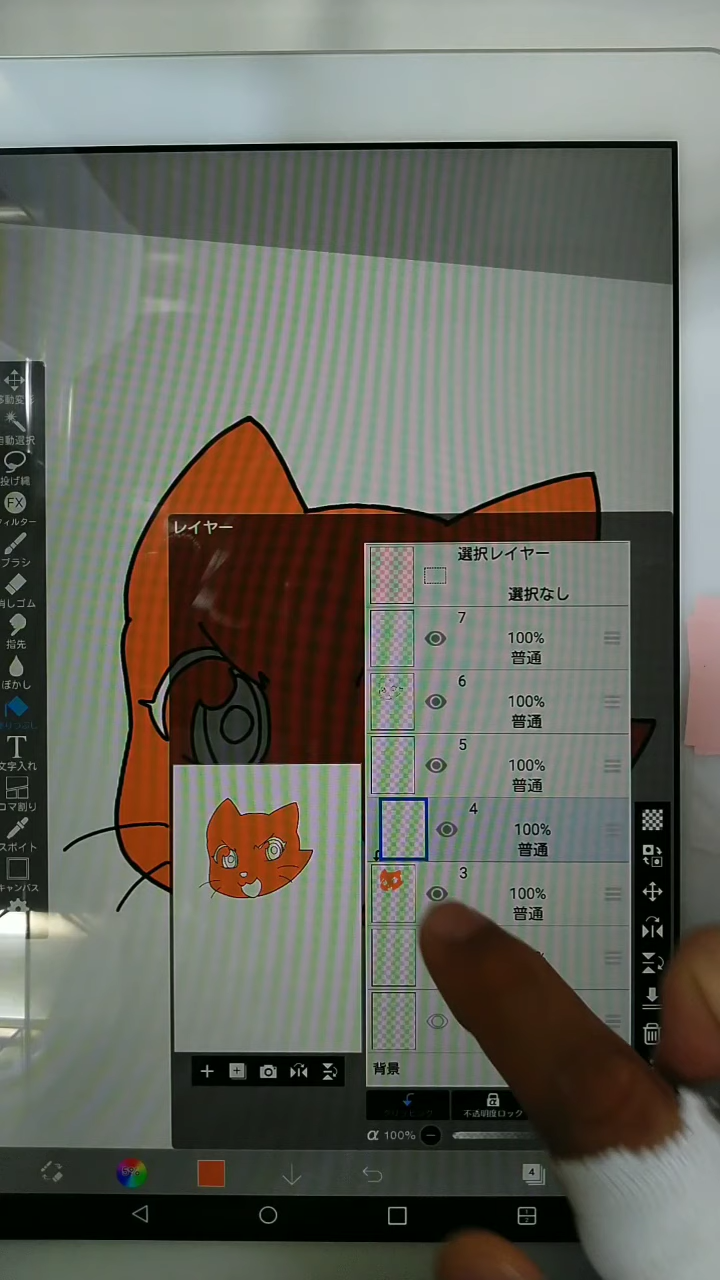 レイヤー
選択レイヤー
選択なし
7
100%
普通
6
100%
普通
5
100%
普通
4
100%
普通
3
100%
普通
背景
不透明度ロック
α 100%
自動選択
投げ縄
FX
フィルター
ブラシ
消しゴム
指先
ぼかし
塗りつぶし
T
文字入れ
コマ割り
スポイト
キャンバス
4